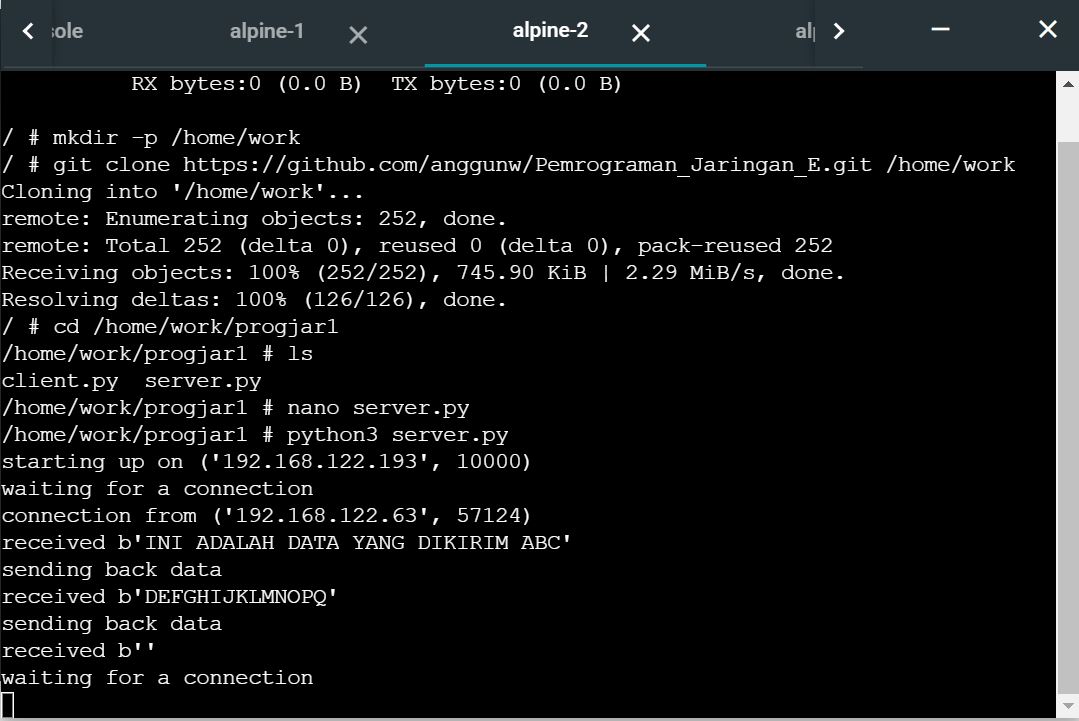 sole alpine-1 alpine-2 alp
RX bytes:0 (0.0 B)  TX bytes:0 (0.0 B)
/ # mkdir -p /home/work
/ # git clone https://github.com/anggunw/Pemrograman_Jaringan_E.git /home/work
Cloning into '/home/work'...
remote: Enumerating objects: 252, done.
remote: Total 252 (delta 0), reused 0 (delta 0), pack-reused 252
Receiving objects: 100% (252/252), 745.90 KiB | 2.29 MiB/s, done.
Resolving deltas: 100% (126/126), done.
/ # cd /home/work/progjar1
/home/work/progjar1 # ls
client.py  server.py
/home/work/progjar1 # nano server.py
/home/work/progjar1 # python3 server.py
starting up on ('192.168.122.193', 10000)
waiting for a connection
connection from ('192.168.122.63', 57124)
received b'INI ADALAH DATA YANG DIKIRIM ABC'
sending back data
received b'DEFGHIJKLMNOPQ'
sending back data
received b''
waiting for a connection